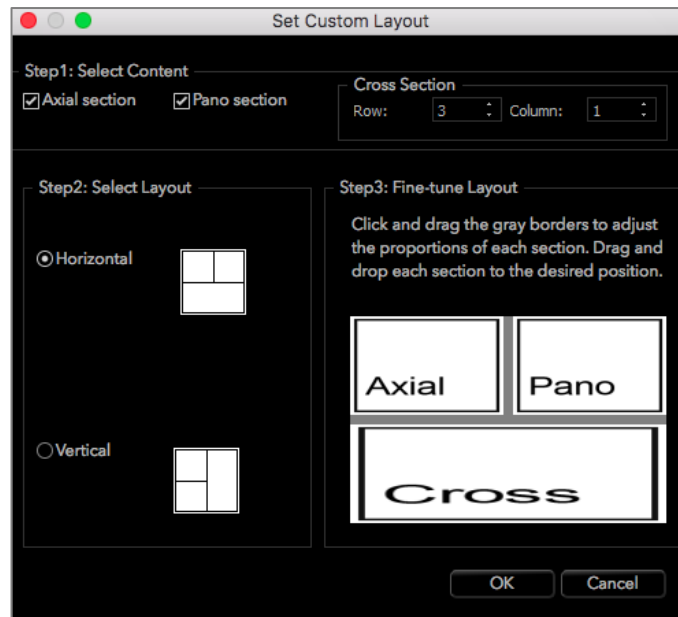 Set Custom Layout
Step1: Select Content
Axial section
Pano section
Cross Section
Row: 3 Column: 1
Step2: Select Layout
Horizontal
Vertical
Step3: Fine-tune Layout
Click and drag the gray borders to adjust
the proportions of each section. Drag and
drop each section to the desired position.
Axial
Pano
Cross
OK
Cancel